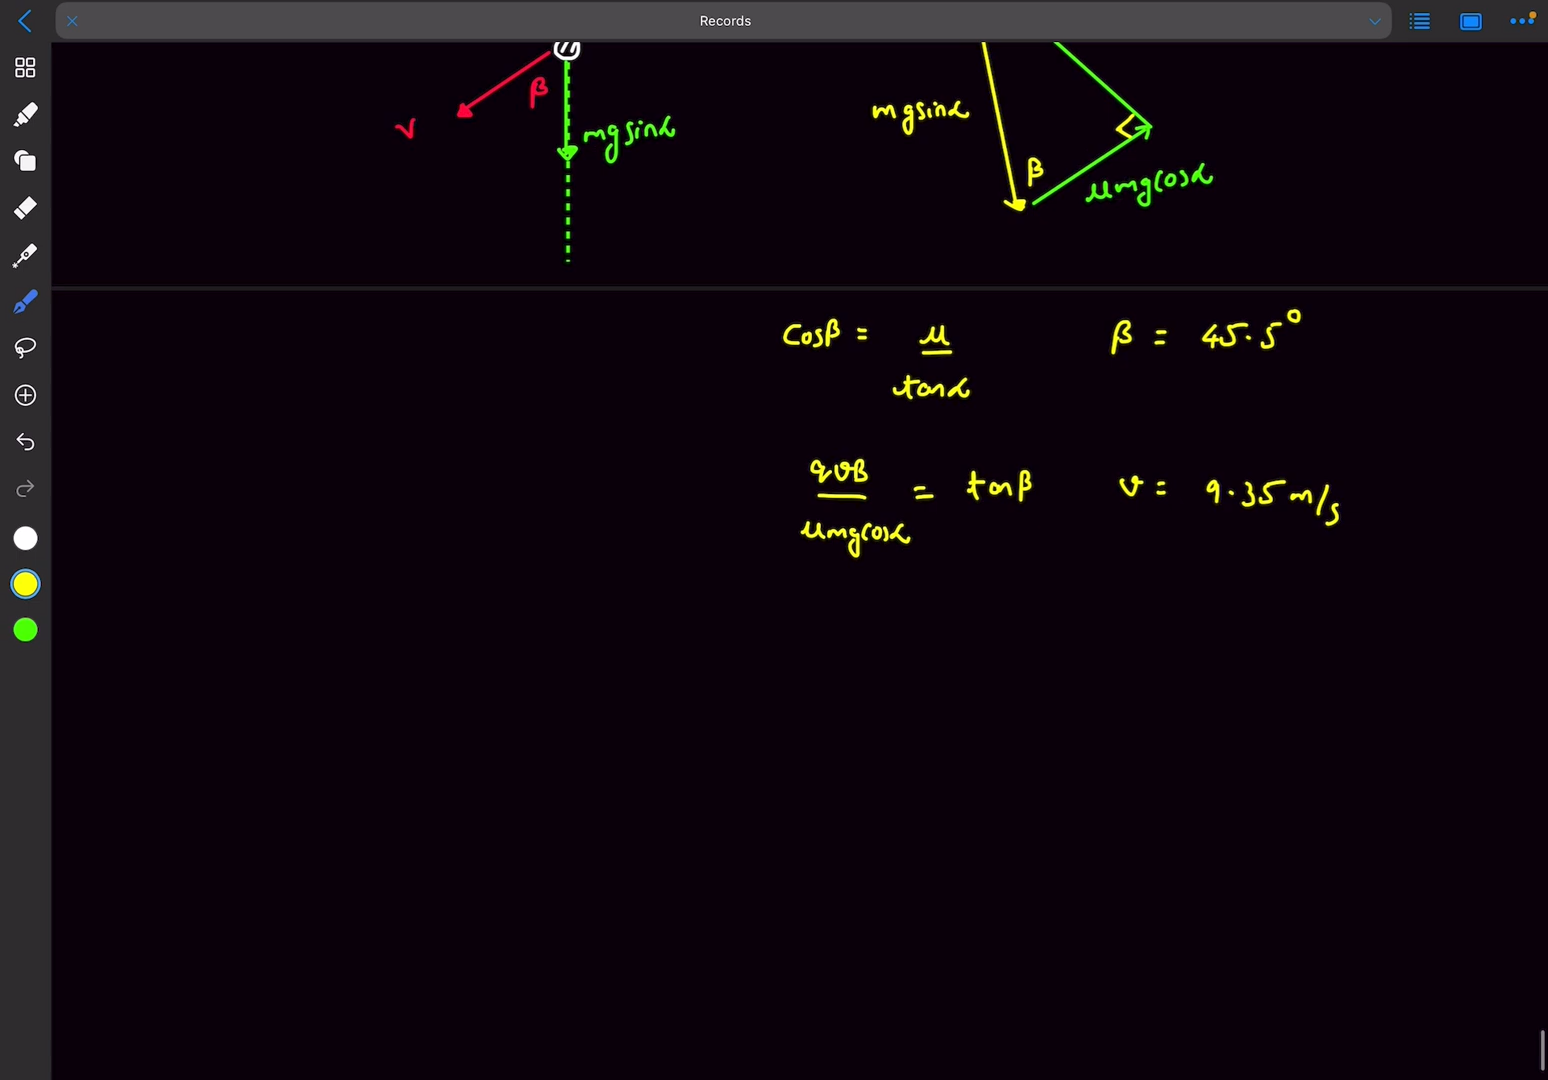 Records
β
v
mgsinα
mgsinα
β
μmgcosα
cosβ = μ/tanα
β = 45.5°
qvB/μmgcosα = tanβ
v = 9.35 m/s